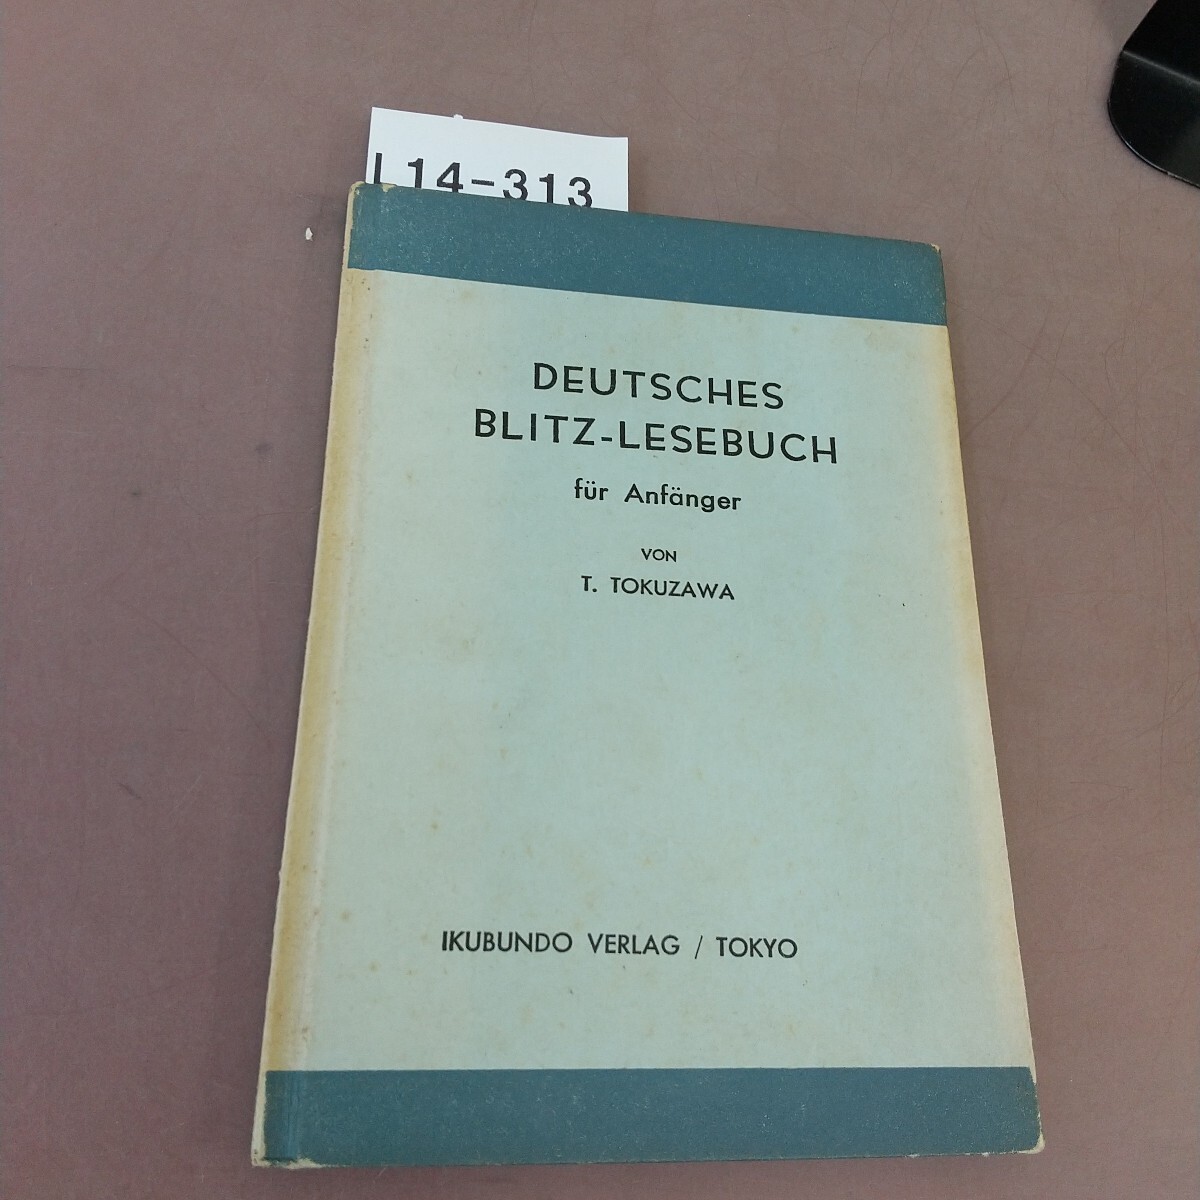 L14-313
DEUTSCHES
BLITZ-LESEBUCH
für Anfänger
VON
T. TOKUZAWA
IKUBUNDO VERLAG / TOKYO